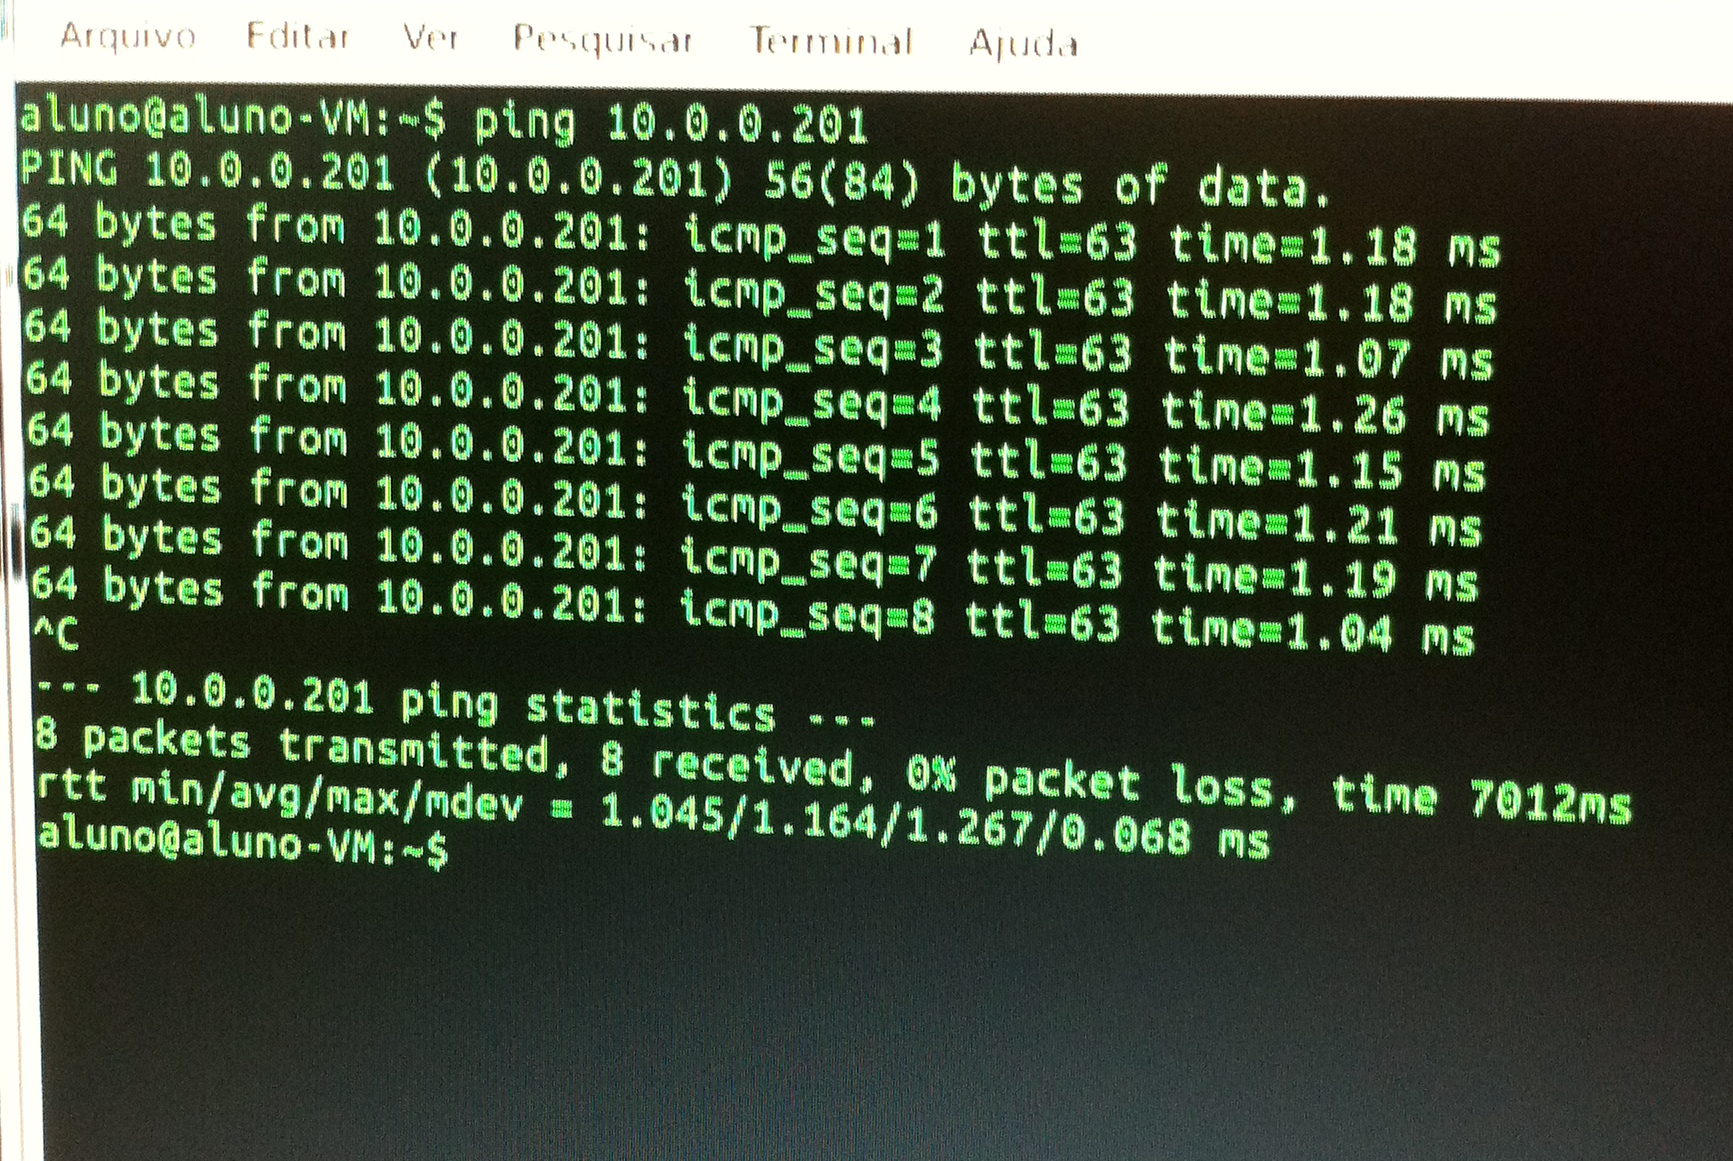 Arquivo Editar Ver Pesquisar Terminal Ajuda
aluno@aluno-VM:~$ ping 10.0.0.201
PING 10.0.0.201 (10.0.0.201) 56(84) bytes of data.
64 bytes from 10.0.0.201: icmp_seq=1 ttl=63 time=1.18 ms
64 bytes from 10.0.0.201: icmp_seq=2 ttl=63 time=1.18 ms
64 bytes from 10.0.0.201: icmp_seq=3 ttl=63 time=1.07 ms
64 bytes from 10.0.0.201: icmp_seq=4 ttl=63 time=1.26 ms
64 bytes from 10.0.0.201: icmp_seq=5 ttl=63 time=1.15 ms
64 bytes from 10.0.0.201: icmp_seq=6 ttl=63 time=1.21 ms
64 bytes from 10.0.0.201: icmp_seq=7 ttl=63 time=1.19 ms
64 bytes from 10.0.0.201: icmp_seq=8 ttl=63 time=1.04 ms
^C
--- 10.0.0.201 ping statistics ---
8 packets transmitted, 8 received, 0% packet loss, time 7012ms
rtt min/avg/max/mdev = 1.045/1.164/1.267/0.068 ms
aluno@aluno-VM:~$